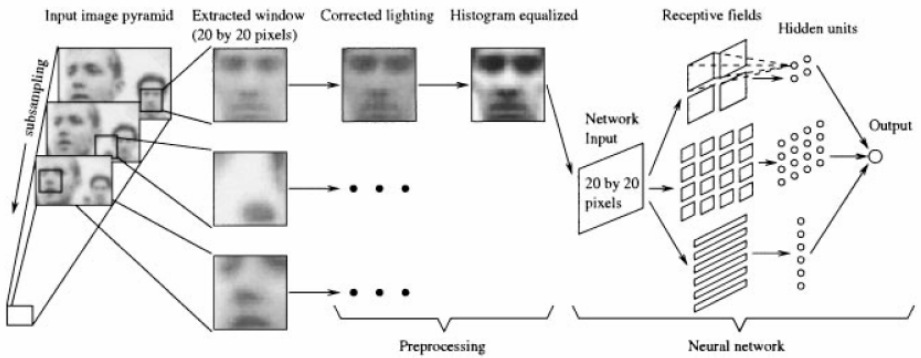 Input image pyramid
Extracted window
(20 by 20 pixels)
Corrected lighting
Histogram equalized
Receptive fields
Hidden units
subsampling
Network
Input
Output
20 by 20
pixels
Preprocessing
Neural network